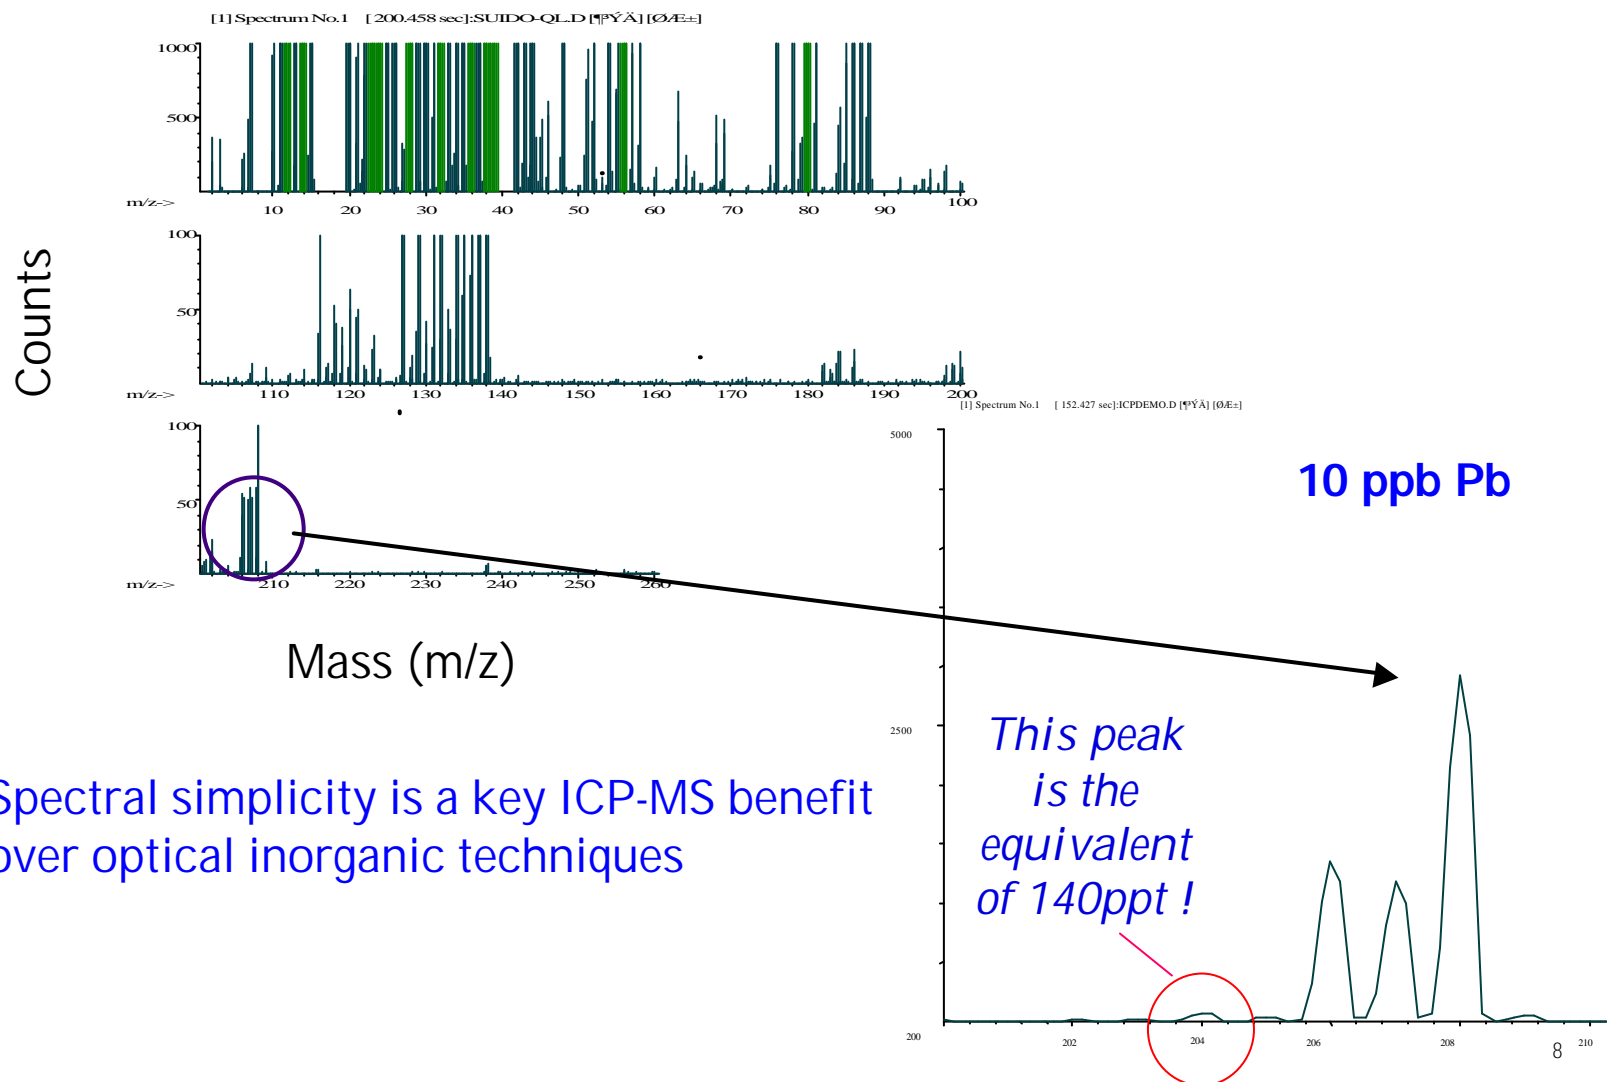 [1] Spectrum No.1 [ 200.458 sec]:SUIDO-QL.D [¶³ÝÄ] [ØÆ±]
1000
500
m/z-> 10 20 30 40 50 60 70 80 90 100
100
50
m/z-> 110 120 130 140 150 160 170 180 190 200
100
50
m/z-> 210 220 230 240 250 260
Counts
Mass (m/z)
[1] Spectrum No.1 [ 152.427 sec]:ICPDEMO.D [¶³ÝÄ] [ØÆ±]
5000
10 ppb Pb
2500
This peak
is the
equivalent
of 140ppt !
200 202 204 206 208 210
Spectral simplicity is a key ICP-MS benefit
over optical inorganic techniques
8